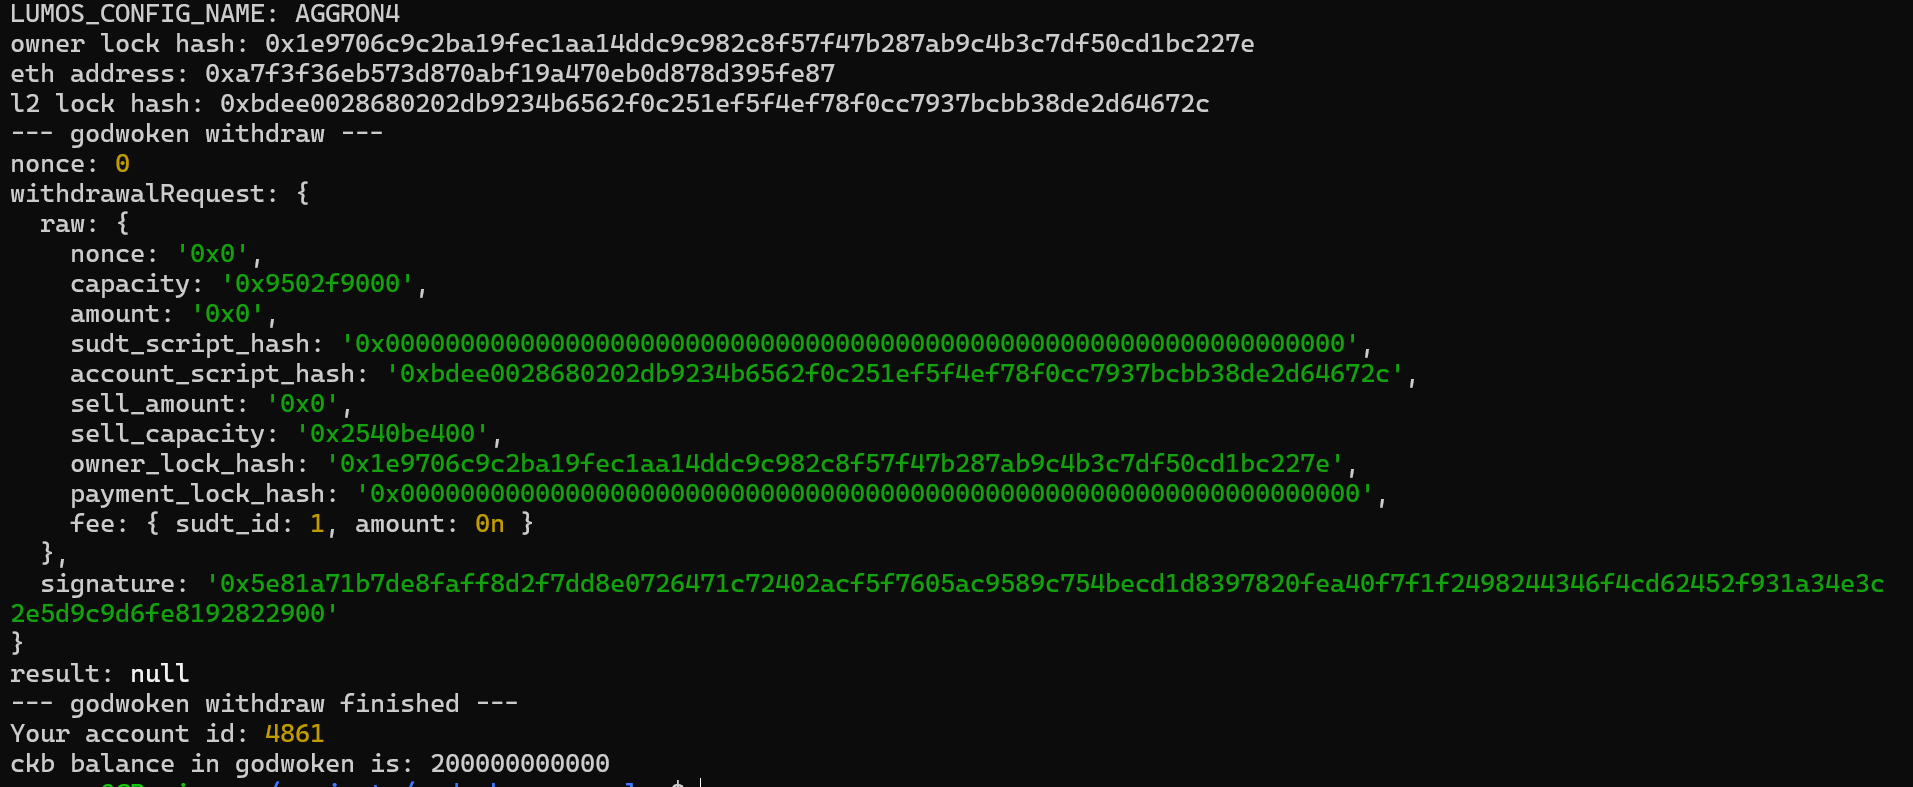 LUMOS_CONFIG_NAME: AGGRON4
owner lock hash: 0x1e9706c9c2ba19fec1aa14ddc9c982c8f57f47b287ab9c4b3c7df50cd1bc227e
eth address: 0xa7f3f36eb573d870abf19a470eb0d878d395fe87
l2 lock hash: 0xbdee0028680202db9234b6562f0c251ef5f4ef78f0cc7937bcbb38de2d64672c
--- godwoken withdraw ---
nonce: 0
withdrawalRequest: {
  raw: {
    nonce: '0x0',
    capacity: '0x9502f9000',
    amount: '0x0',
    sudt_script_hash: '0x0000000000000000000000000000000000000000000000000000000000000000',
    account_script_hash: '0xbdee0028680202db9234b6562f0c251ef5f4ef78f0cc7937bcbb38de2d64672c',
    sell_amount: '0x0',
    sell_capacity: '0x2540be400',
    owner_lock_hash: '0x1e9706c9c2ba19fec1aa14ddc9c982c8f57f47b287ab9c4b3c7df50cd1bc227e',
    payment_lock_hash: '0x0000000000000000000000000000000000000000000000000000000000000000',
    fee: { sudt_id: 1, amount: 0n }
  },
  signature: '0x5e81a71b7de8faff8d2f7dd8e0726471c72402acf5f7605ac9589c754becd1d8397820fea40f7f1f2498244346f4cd62452f931a34e3c
2e5d9c9d6fe8192822900'
}
result: null
--- godwoken withdraw finished ---
Your account id: 4861
ckb balance in godwoken is: 200000000000